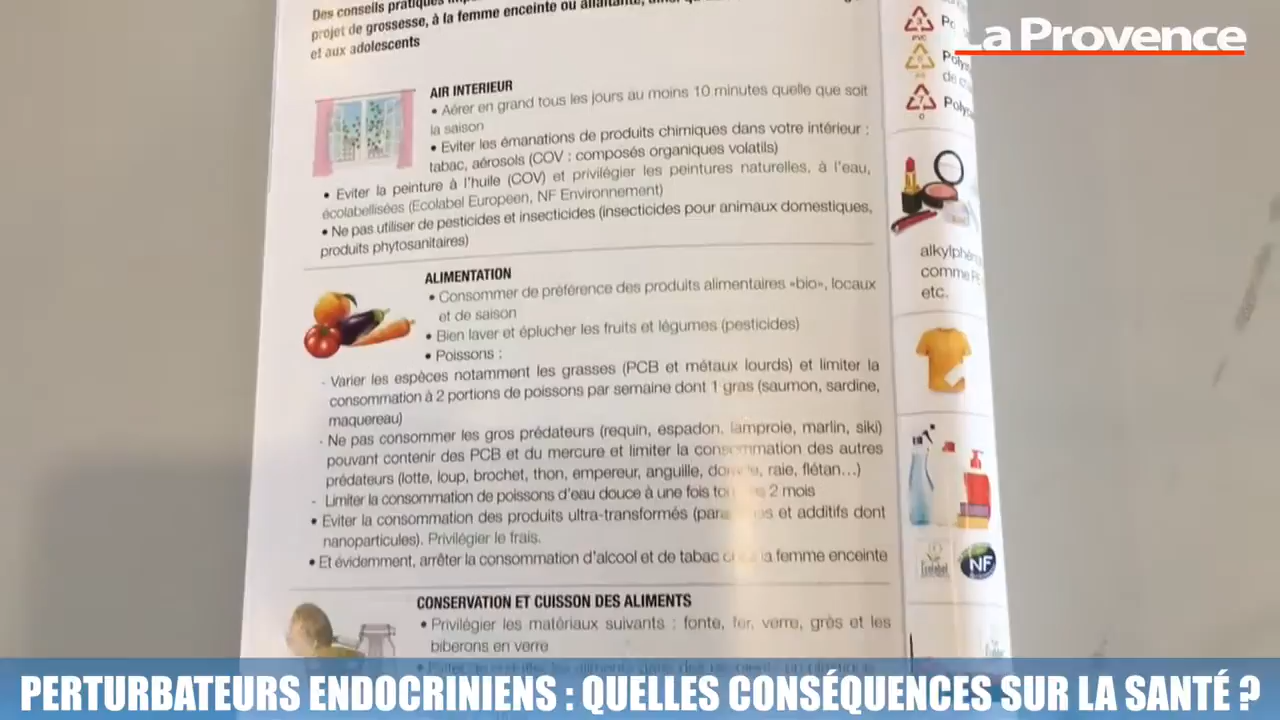 Des conseils pratiques
projet de grossesse, à la femme enceinte ou allaitante,
et aux adolescents
La Provence
AIR INTERIEUR
• Aérer en grand tous les jours au moins 10 minutes quelle que soit
la saison
• Eviter les émanations de produits chimiques dans votre intérieur :
tabac, aérosols (COV : composés organiques volatils)
• Eviter la peinture à l'huile (COV) et privilégier les peintures naturelles, à l'eau,
écolabellisées (Ecolabel Europeen, NF Environnement)
• Ne pas utiliser de pesticides et insecticides (insecticides pour animaux domestiques,
produits phytosanitaires)
ALIMENTATION
• Consommer de préférence des produits alimentaires «bio», locaux
et de saison
• Bien laver et éplucher les fruits et légumes (pesticides)
• Poissons :
- Varier les espèces notamment les grasses (PCB et métaux lourds) et limiter la
consommation à 2 portions de poissons par semaine dont 1 gras (saumon, sardine,
maquereau)
- Ne pas consommer les gros prédateurs (requin, espadon, lamproie, marlin, siki)
pouvant contenir des PCB et du mercure et limiter la consommation des autres
prédateurs (lotte, loup, brochet, thon, empereur, anguille, raie, flétan...)
- Limiter la consommation de poissons d'eau douce à une fois 2 mois
• Eviter la consommation des produits ultra-transformés et additifs dont
nanoparticules). Privilégier le frais.
• Et évidemment, arrêter la consommation d'alcool et de tabac la femme enceinte
CONSERVATION ET CUISSON DES ALIMENTS
• Privilégier les matériaux suivants : fonte, fer, verre, grès et les
biberons en verre
3
PVC
7
O
comme
etc.
Ecolabel
NF
PERTURBATEURS ENDOCRINIENS : QUELLES CONSÉQUENCES SUR LA SANTÉ ?